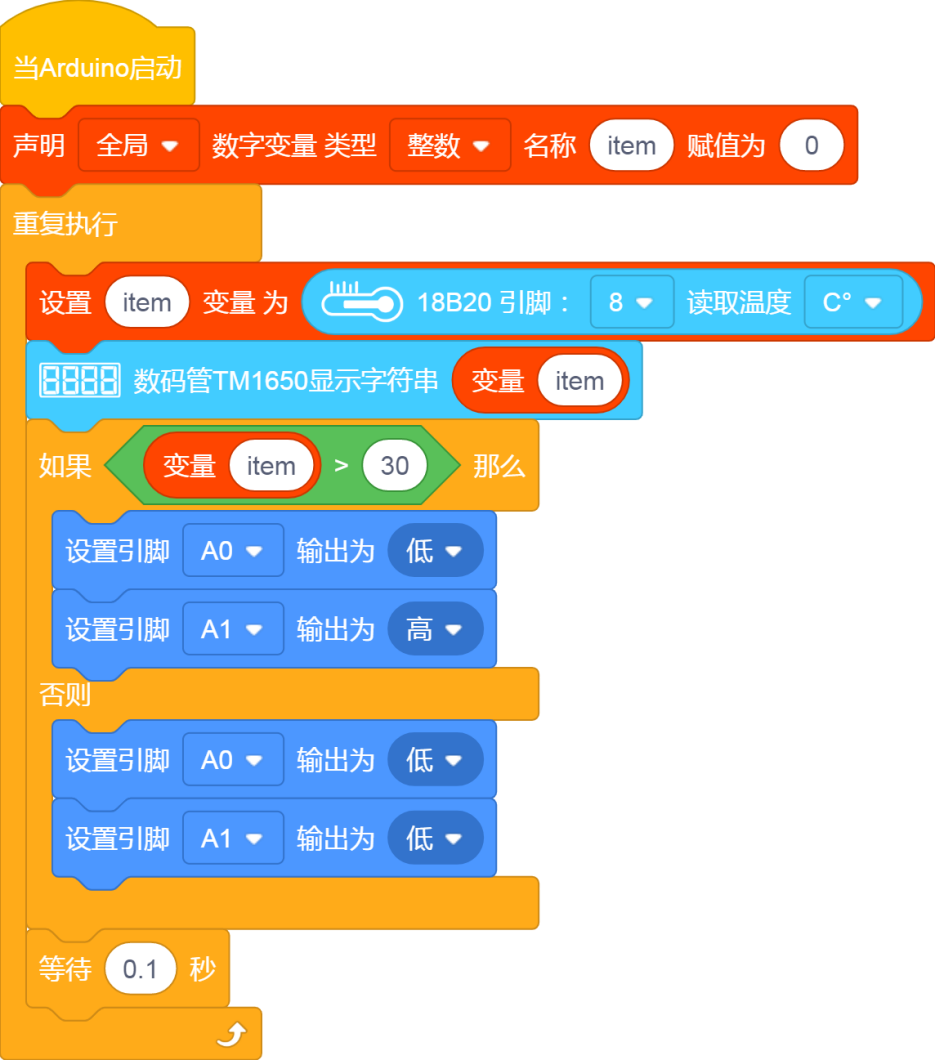 当Arduino启动
声明 全局 数字变量 类型 整数 名称 item 赋值为 0
重复执行
设置 item 变量 为 18B20 引脚： 8 读取温度 C°
数码管TM1650显示字符串 变量 item
如果 变量 item > 30 那么
设置引脚 A0 输出为 低
设置引脚 A1 输出为 高
否则
设置引脚 A0 输出为 低
设置引脚 A1 输出为 低
等待 0.1 秒